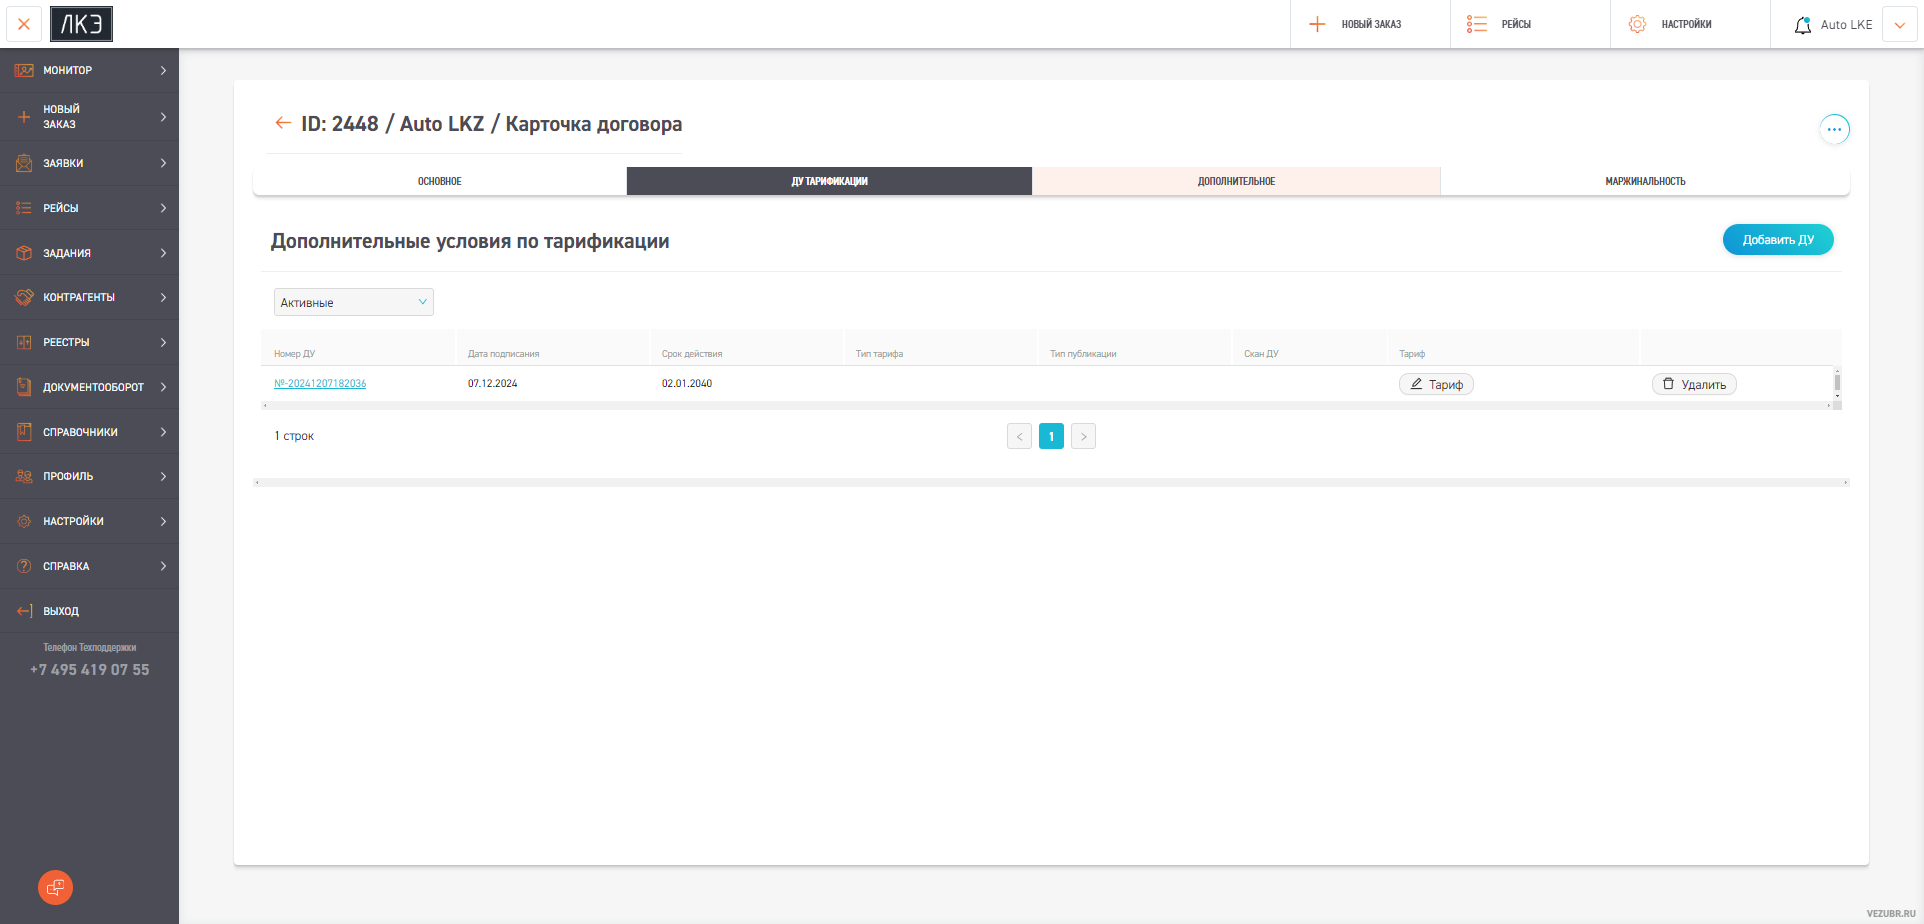 ЛКЭ
НОВЫЙ ЗАКАЗ
РЕЙСЫ
НАСТРОЙКИ
Auto LKE
МОНИТОР
НОВЫЙ
ЗАКАЗ
ЗАЯВКИ
РЕЙСЫ
ЗАДАНИЯ
КОНТРАГЕНТЫ
РЕЕСТРЫ
ДОКУМЕНТООБОРОТ
СПРАВОЧНИКИ
ПРОФИЛЬ
НАСТРОЙКИ
СПРАВКА
ВЫХОД
Телефон Техподдержки
+7 495 419 07 55
ID: 2448 / Auto LKZ / Карточка договора
ОСНОВНОЕ
ДУ ТАРИФИКАЦИИ
ДОПОЛНИТЕЛЬНОЕ
МАРЖИНАЛЬНОСТЬ
Дополнительные условия по тарификации
Добавить ДУ
Активные
Номер ДУ
Дата подписания
Срок действия
Тип тарифа
Тип публикации
Скан ДУ
Тариф
№-20241207182036
07.12.2024
02.01.2040
Тариф
Удалить
1 строк
< 1 >
VEZUBR.RU